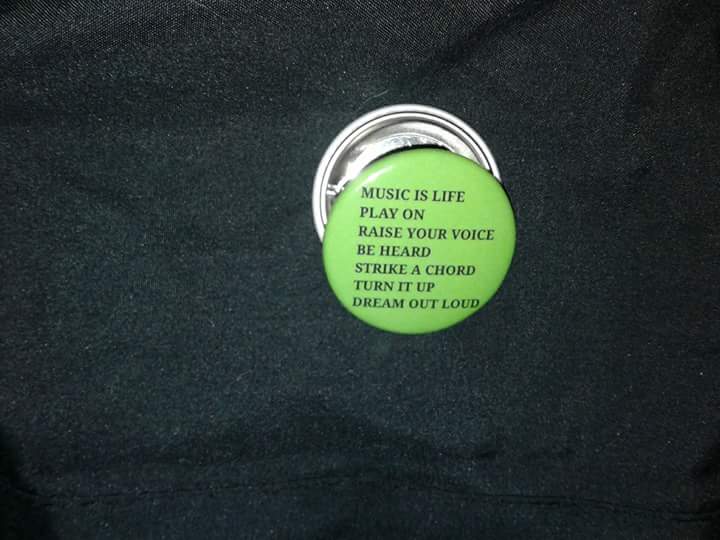 MUSIC IS LIFE
PLAY ON
RAISE YOUR VOICE
BE HEARD
STRIKE A CHORD
TURN IT UP
DREAM OUT LOUD